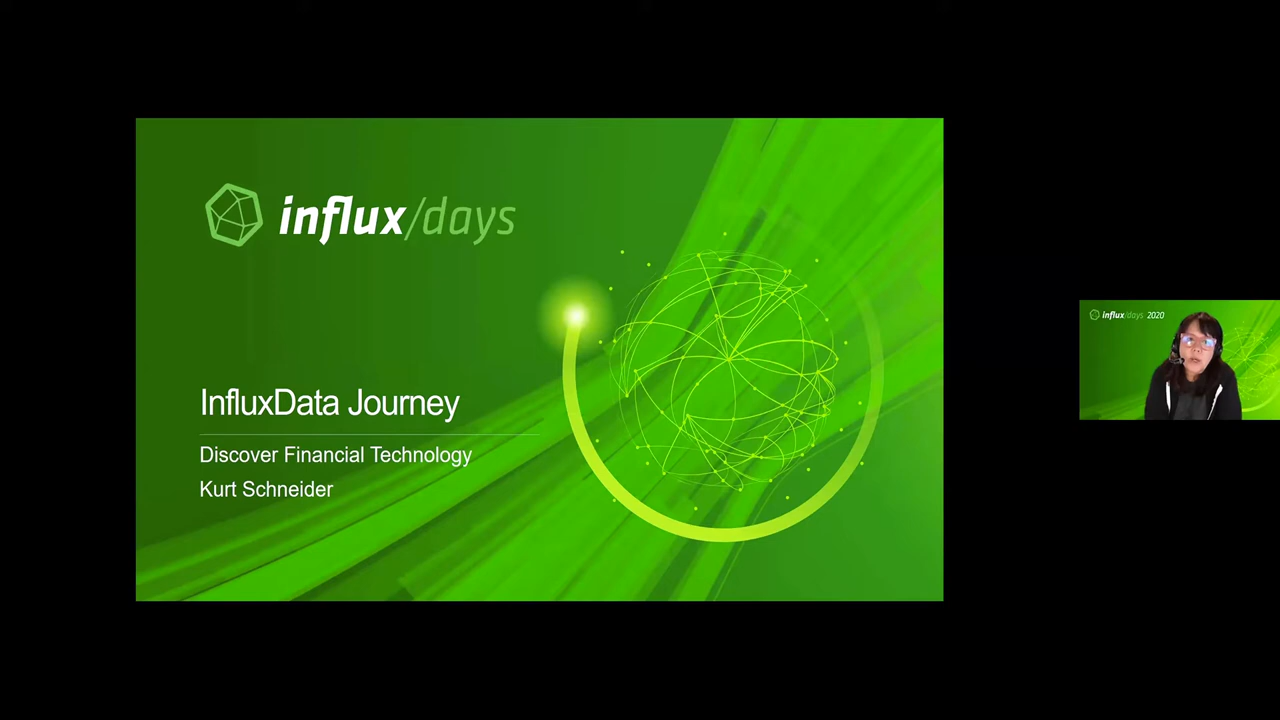 influx/days
InfluxData Journey
Discover Financial Technology
Kurt Schneider
influx/days 2020